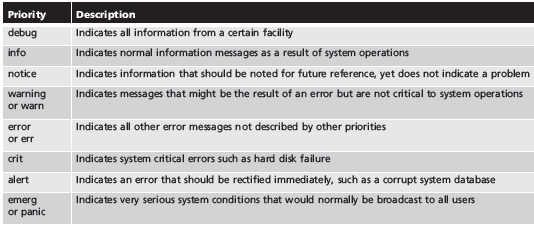 Priority Description
debug Indicates all information from a certain facility
info Indicates normal information messages as a result of system operations
notice Indicates information that should be noted for future reference, yet does not indicate a problem
warning Indicates messages that might be the result of an error but are not critical to system operations
or warn
error Indicates all other error messages not described by other priorities
or err
crit Indicates system critical errors such as hard disk failure
alert Indicates an error that should be rectified immediately, such as a corrupt system database
emerg Indicates very serious system conditions that would normally be broadcast to all users
or panic